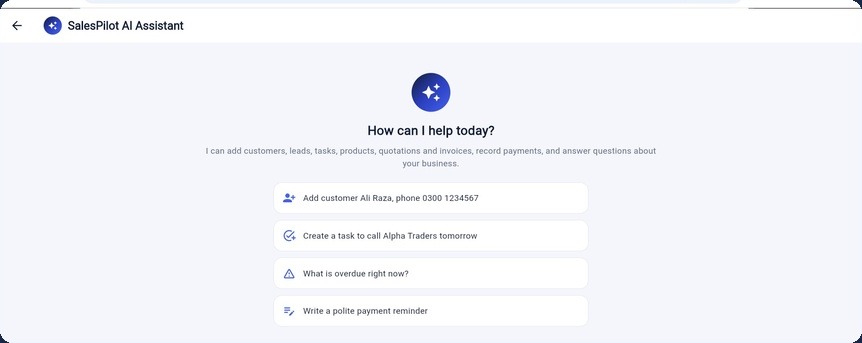 SalesPilot AI Assistant
How can I help today?
I can add customers, leads, tasks, products, quotations and invoices, record payments, and answer questions about
your business.
Add customer Ali Raza, phone 0300 1234567
Create a task to call Alpha Traders tomorrow
What is overdue right now?
Write a polite payment reminder